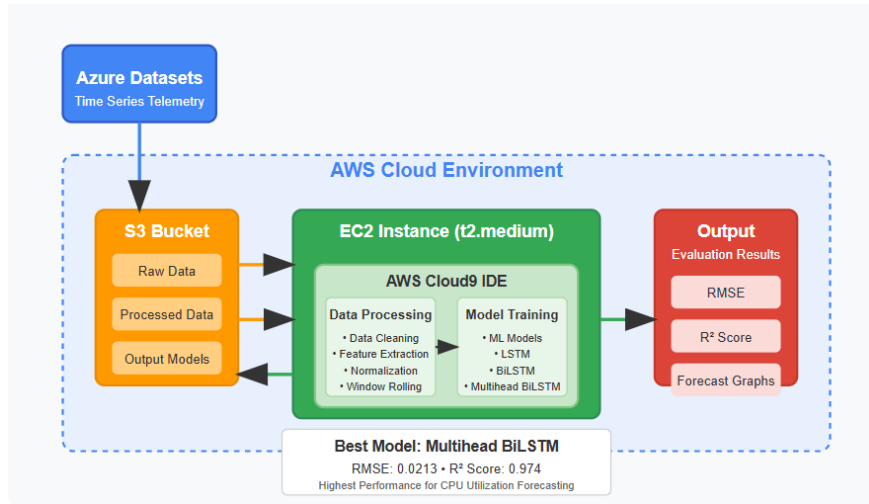 Azure Datasets
Time Series Telemetry
AWS Cloud Environment
S3 Bucket
Raw Data
Processed Data
Output Models
EC2 Instance (t2.medium)
AWS Cloud9 IDE
Data Processing
• Data Cleaning
• Feature Extraction
• Normalization
• Window Rolling
Model Training
• ML Models
• LSTM
• BiLSTM
• Multihead BiLSTM
Output
Evaluation Results
RMSE
R² Score
Forecast Graphs
Best Model: Multihead BiLSTM
RMSE: 0.0213 • R² Score: 0.974
Highest Performance for CPU Utilization Forecasting